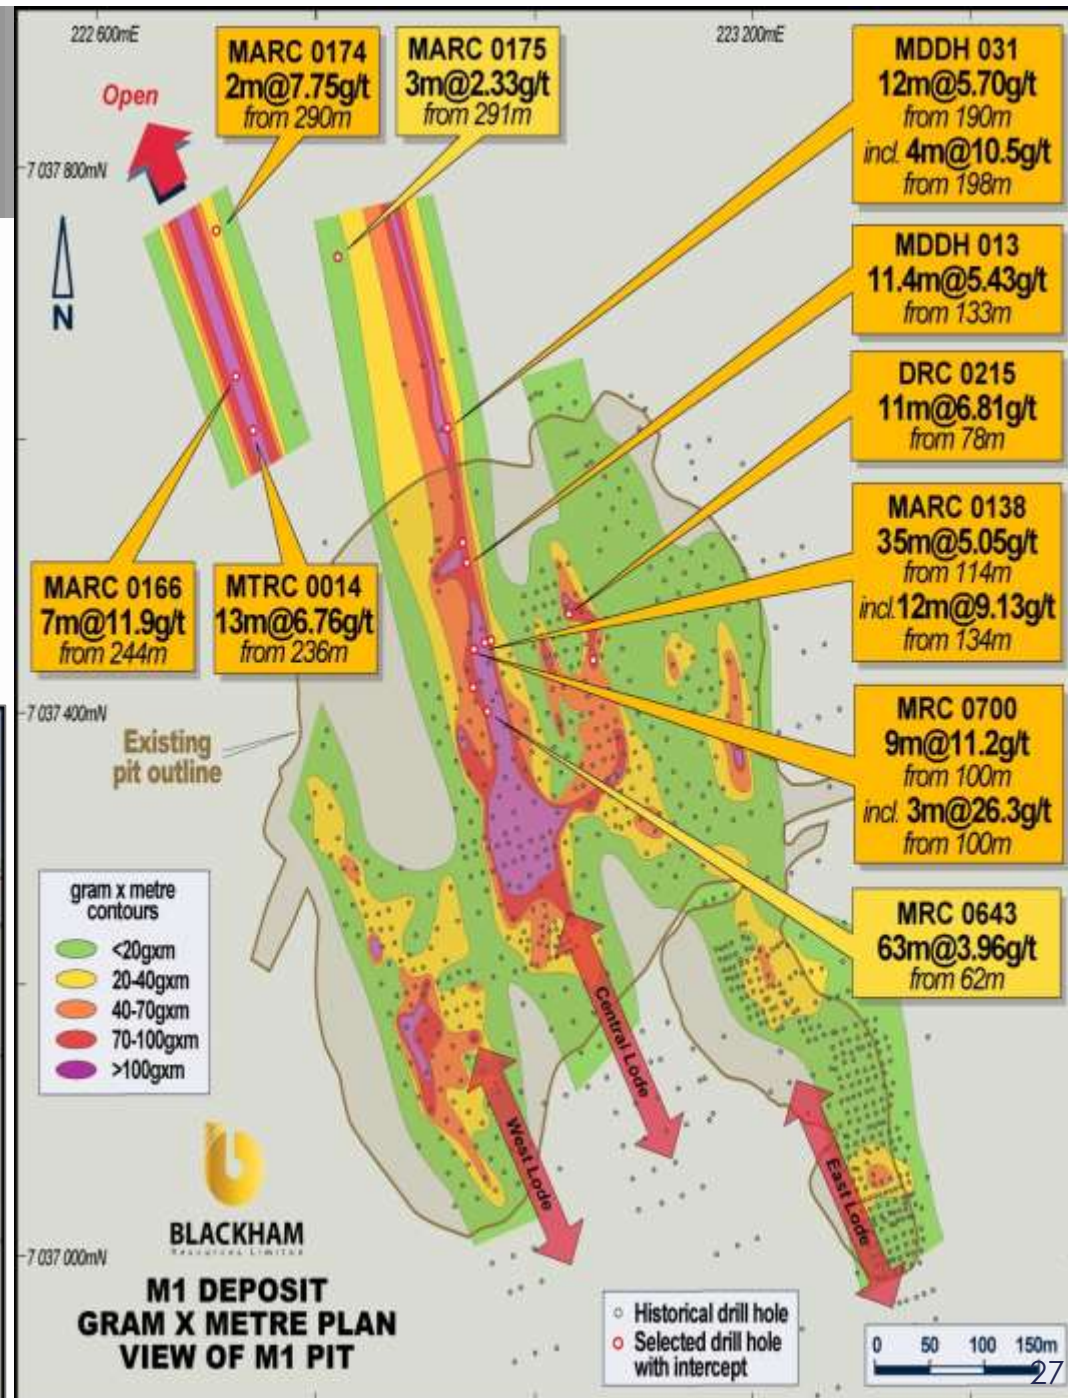 222 600mE
223 200mE
MARC 0174
2m@7.75g/t
from 290m
MARC 0175
3m@2.33g/t
from 291m
MDDH 031
12m@5.70g/t
from 190m
incl. 4m@10.5g/t
from 198m
Open
7 037 800mN
N
MDDH 013
11.4m@5.43g/t
from 133m
DRC 0215
11m@6.81g/t
from 78m
MARC 0138
35m@5.05g/t
from 114m
incl.12m@9.13g/t
from 134m
MARC 0166
7m@11.9g/t
from 244m
MTRC 0014
13m@6.76g/t
from 236m
7 037 400mN
Existing
pit outline
MRC 0700
9m@11.2g/t
from 100m
incl. 3m@26.3g/t
from 100m
MRC 0643
63m@3.96g/t
from 62m
gram x metre
contours
<20gxm
20-40gxm
40-70gxm
70-100gxm
>100gxm
Central Lode
West Lode
East Lode
BLACKHAM
Resources Limited
7 037 000mN
M1 DEPOSIT
GRAM X METRE PLAN
VIEW OF M1 PIT
Historical drill hole
Selected drill hole
with intercept
0 50 100 150m
27